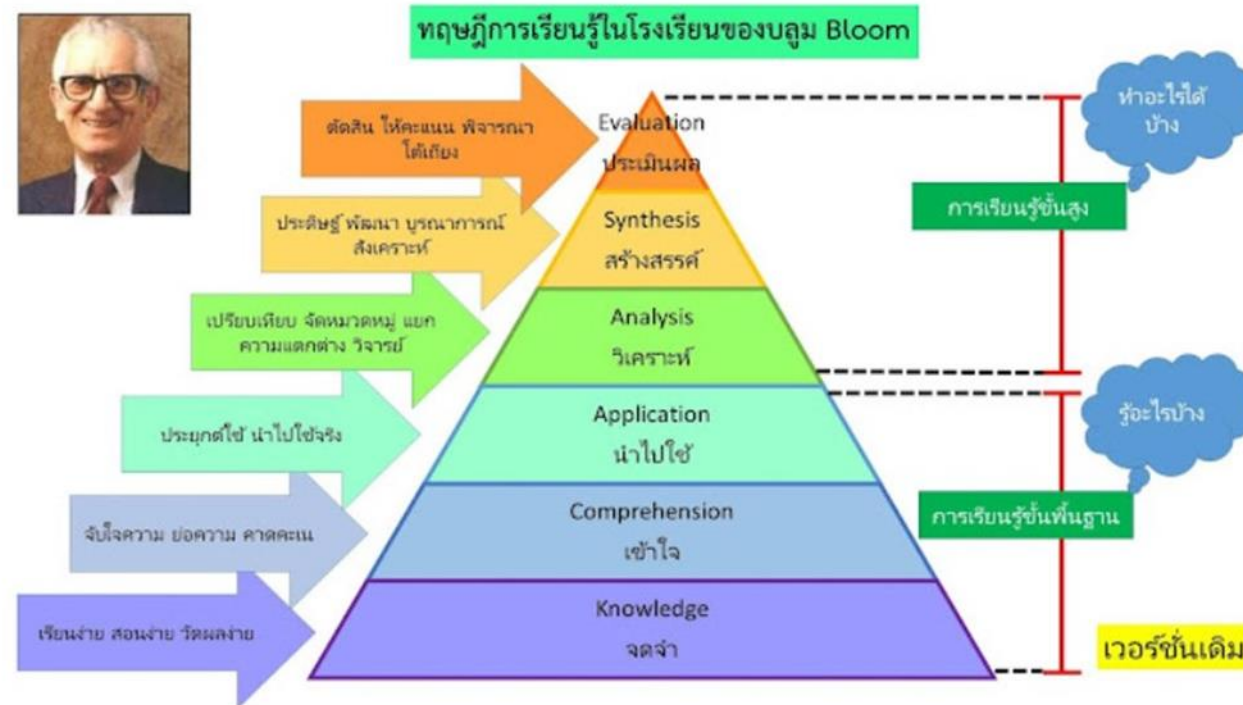 ทฤษฎีการเรียนรู้ในโรงเรียนของบลูม Bloom
ตัดสิน ให้คะแนน พิจารณา
โต้เถียง
Evaluation
ประเมินผล
ทำอะไรได้
บ้าง
การเรียนรู้ขั้นสูง
ประดิษฐ์ พัฒนา บูรณาการณ์
สังเคราะห์
Synthesis
สร้างสรรค์
เปรียบเทียบ จัดหมวดหมู่ แยก
ความแตกต่าง วิจารย์
Analysis
วิเคราะห์
ประยุกต์ใช้ นำไปใช้จริง
Application
นำไปใช้
รู้อะไรบ้าง
จับใจความ ย่อความ คาดคะเน
Comprehension
เข้าใจ
การเรียนรู้ขั้นพื้นฐาน
เรียนง่าย สอนง่าย วัดผลง่าย
Knowledge
จดจำ
เวอร์ชั่นเดิม